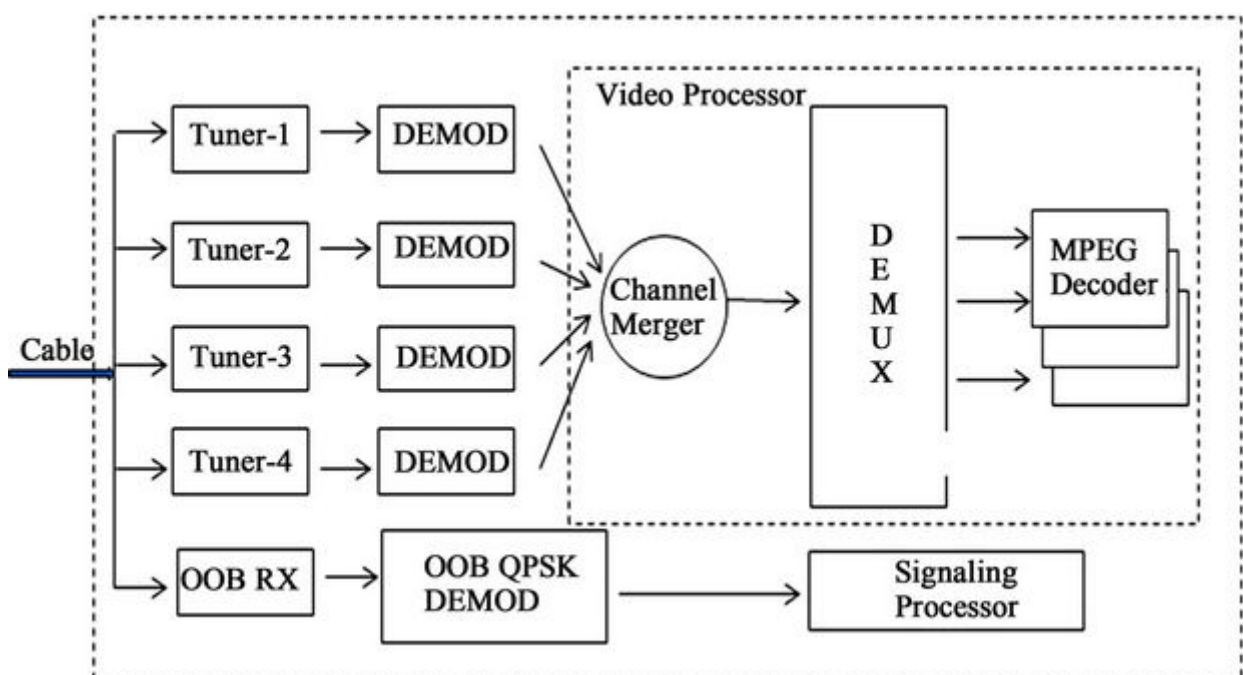 Video Processor
Tuner-1
DEMOD
Tuner-2
DEMOD
Channel
Merger
D
E
M
U
X
MPEG
Decoder
Cable
Tuner-3
DEMOD
Tuner-4
DEMOD
OOB RX
OOB QPSK
DEMOD
Signaling
Processor